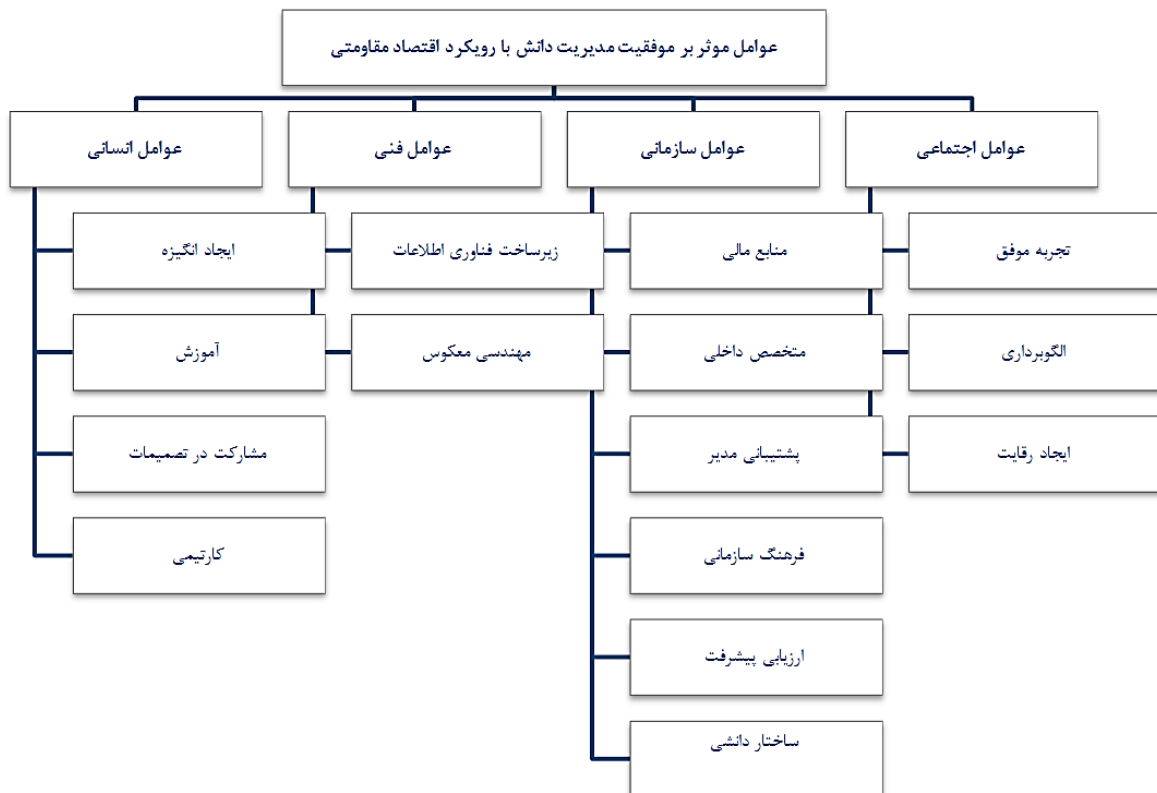 عوامل موثر بر موفقیت مدیریت دانش با رویکرد اقتصاد مقاومتی
عوامل اجتماعی
تجربه موفق
الگوبرداری
ایجاد رقابت
عوامل سازمانی
منابع مالی
متخصص داخلی
پشتیبانی مدیر
فرهنگ سازمانی
ارزیابی پیشرفت
ساختار دانشی
عوامل فنی
زیرساخت فناوری اطلاعات
مهندسی معکوس
عوامل انسانی
ایجاد انگیزه
آموزش
مشارکت در تصمیمات
کارتیمی